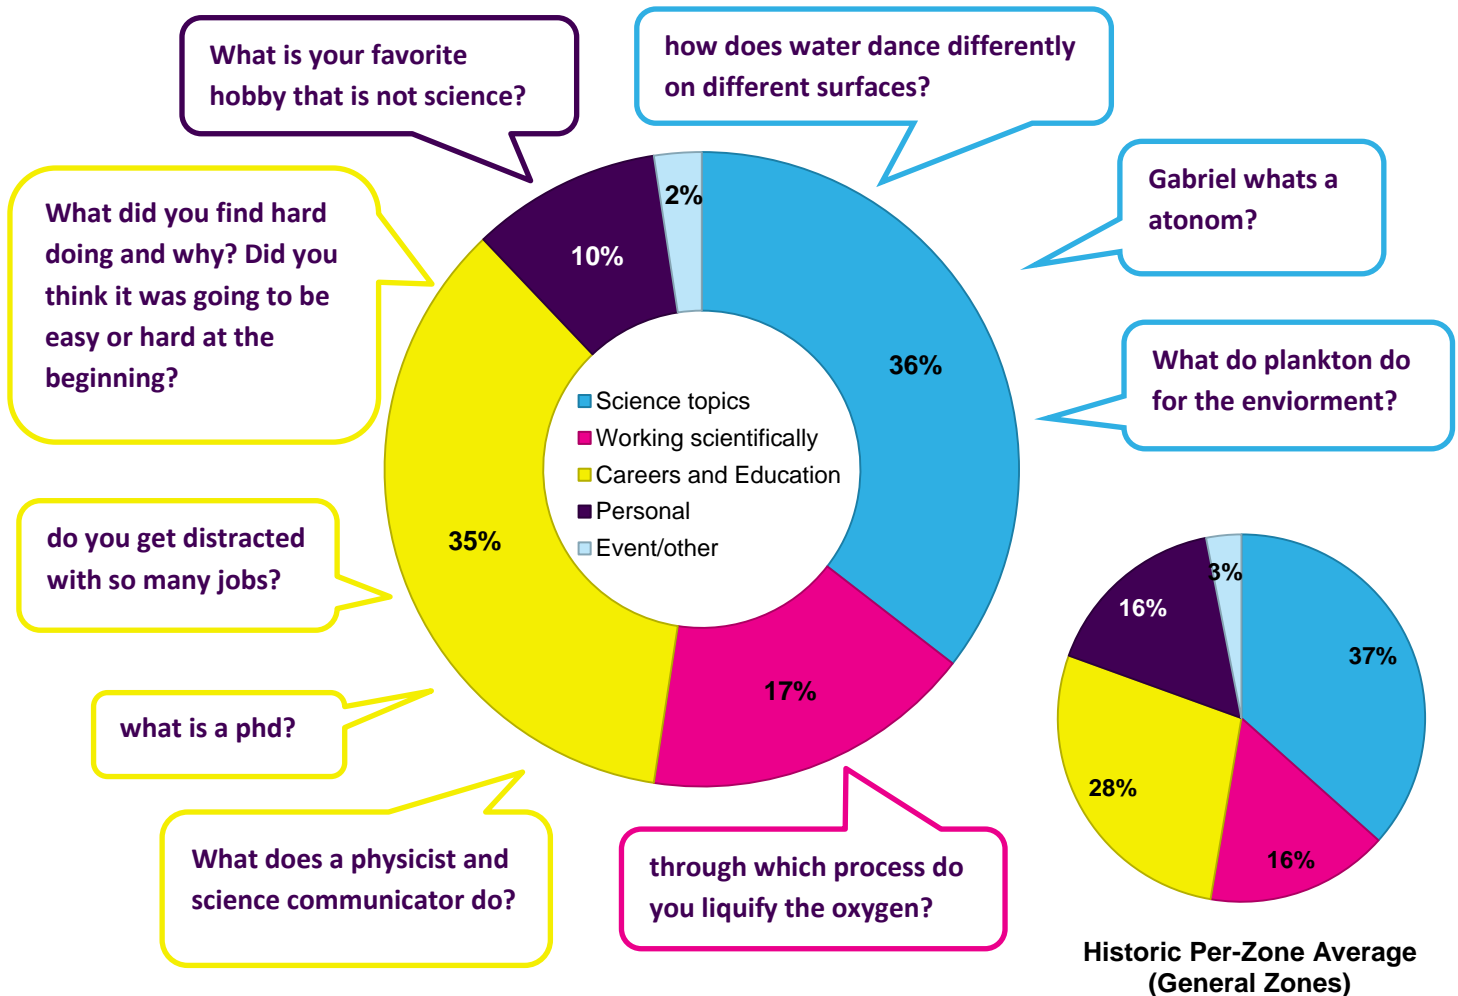 What is your favorite
hobby that is not science?
how does water dance differently
on different surfaces?
Gabriel whats a
atonom?
What did you find hard
doing and why? Did you
think it was going to be
easy or hard at the
beginning?
2%
10%
36%
What do plankton do
for the enviorment?
Science topics
Working scientifically
Careers and Education
Personal
Event/other
35%
17%
do you get distracted
with so many jobs?
what is a phd?
What does a physicist and
science communicator do?
through which process do
you liquify the oxygen?
3%
16%
37%
28%
16%
Historic Per-Zone Average
(General Zones)